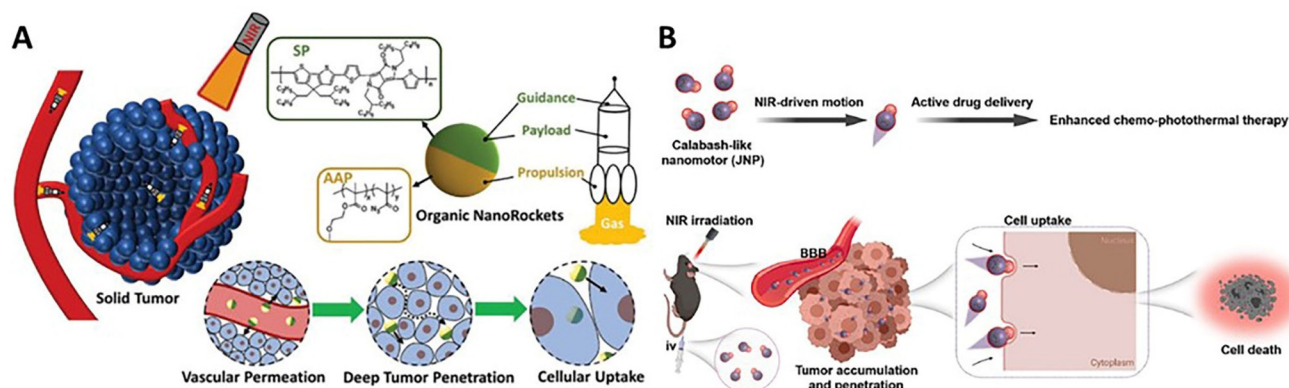 A
NIR
SP
AAP
Guidance
Payload
Propulsion
Organic NanoRockets
Gas
Solid Tumor
Vascular Permeation
Deep Tumor Penetration
Cellular Uptake
B
NIR-driven motion
Active drug delivery
Enhanced chemo-photothermal therapy
Calabash-like
nanomotor (JNP)
NIR irradiation
BBB
iv
Tumor accumulation
and penetration
Cell uptake
Nucleus
Cytoplasm
Cell death